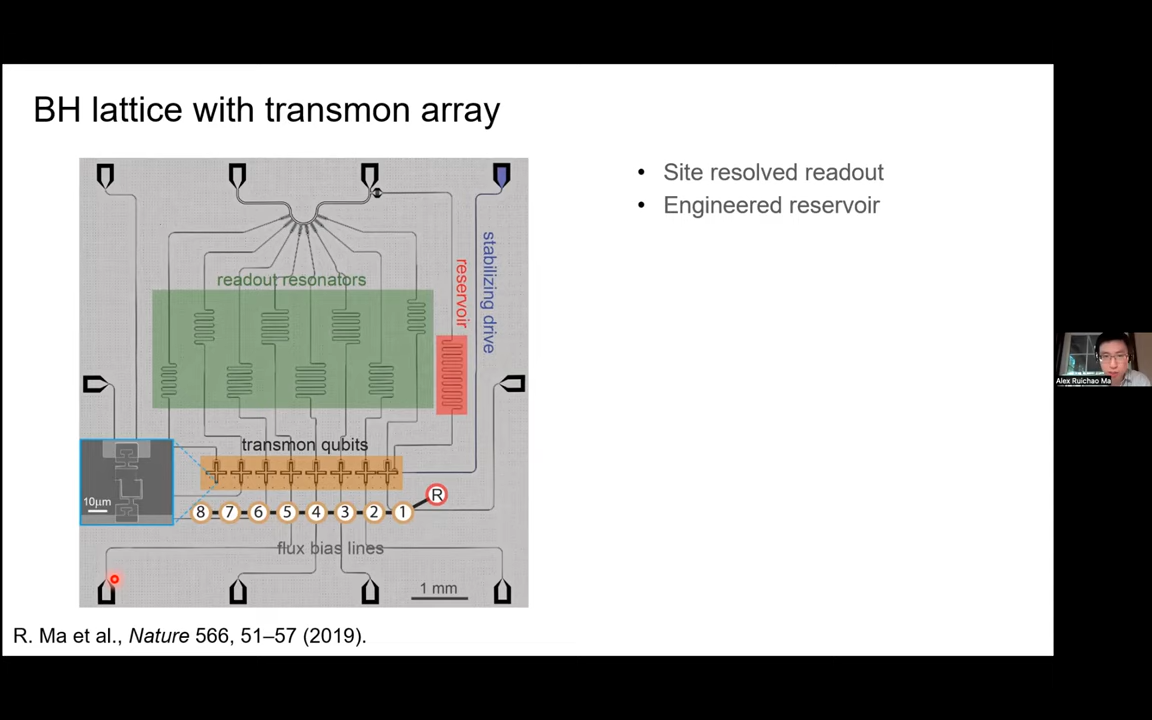 BH lattice with transmon array
Site resolved readout
Engineered reservoir
readout resonators
reservoir
stabilizing drive
transmon qubits
10μm
R
8 7 6 5 4 3 2 1
flux bias lines
1 mm
R. Ma et al., Nature 566, 51–57 (2019).
Alex Ruichao Ma